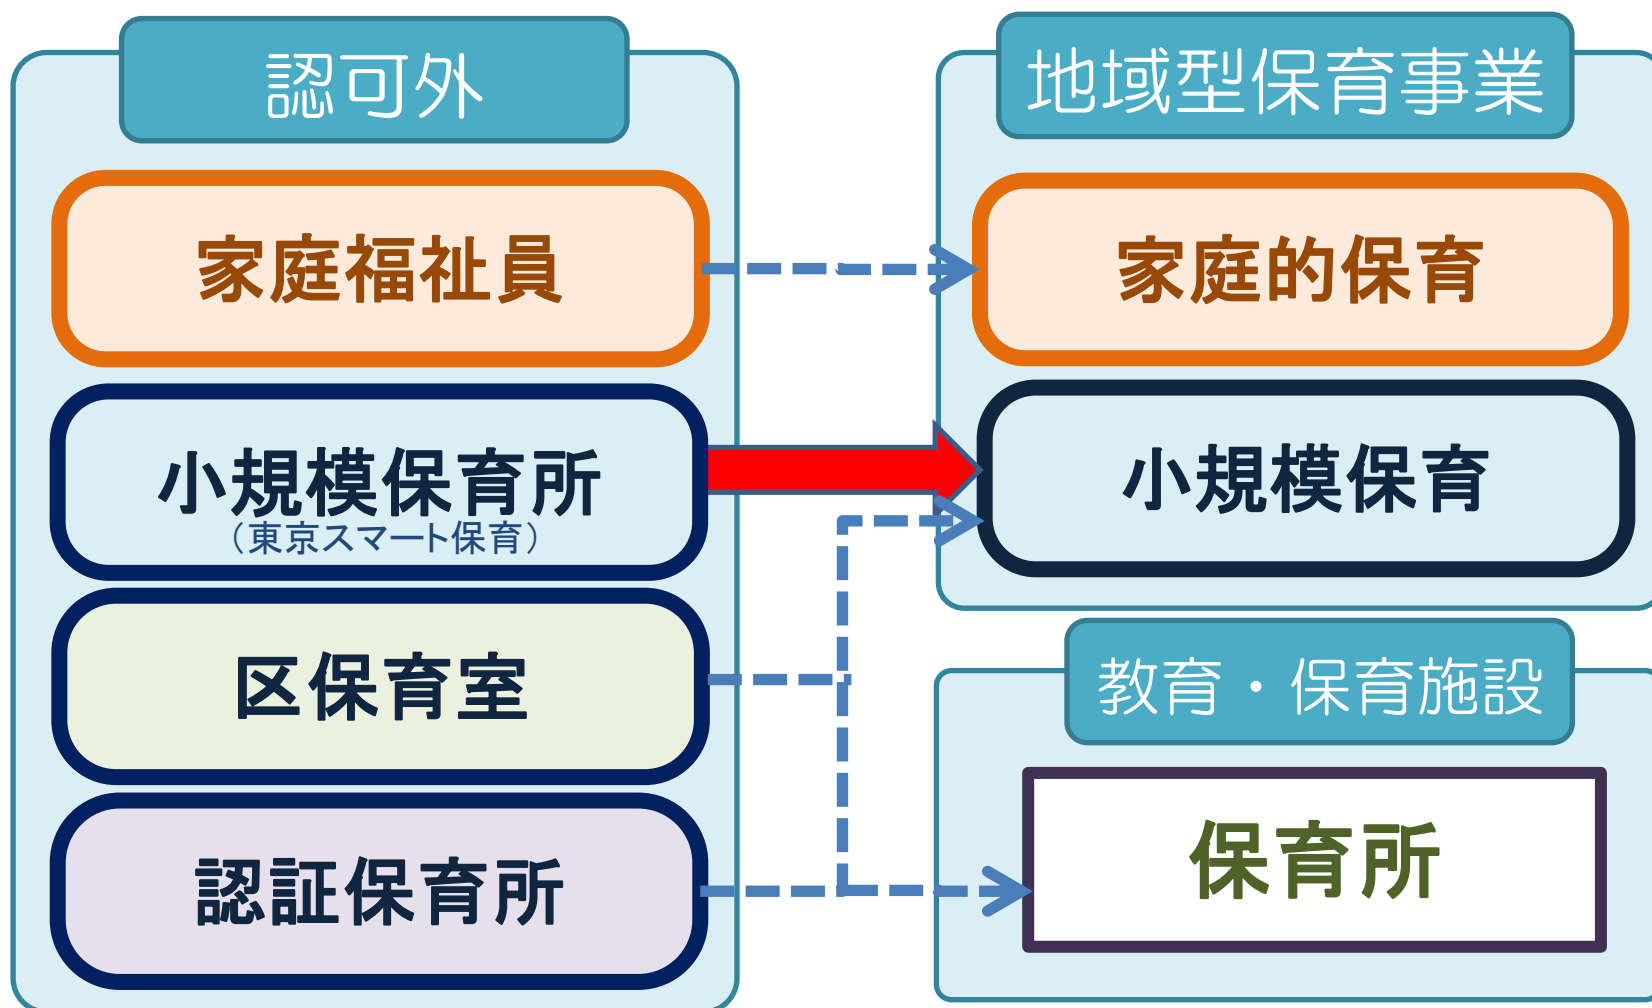 認可外
家庭福祉員
小規模保育所
（東京スマート保育）
区保育室
認証保育所
地域型保育事業
家庭的保育
小規模保育
教育・保育施設
保育所